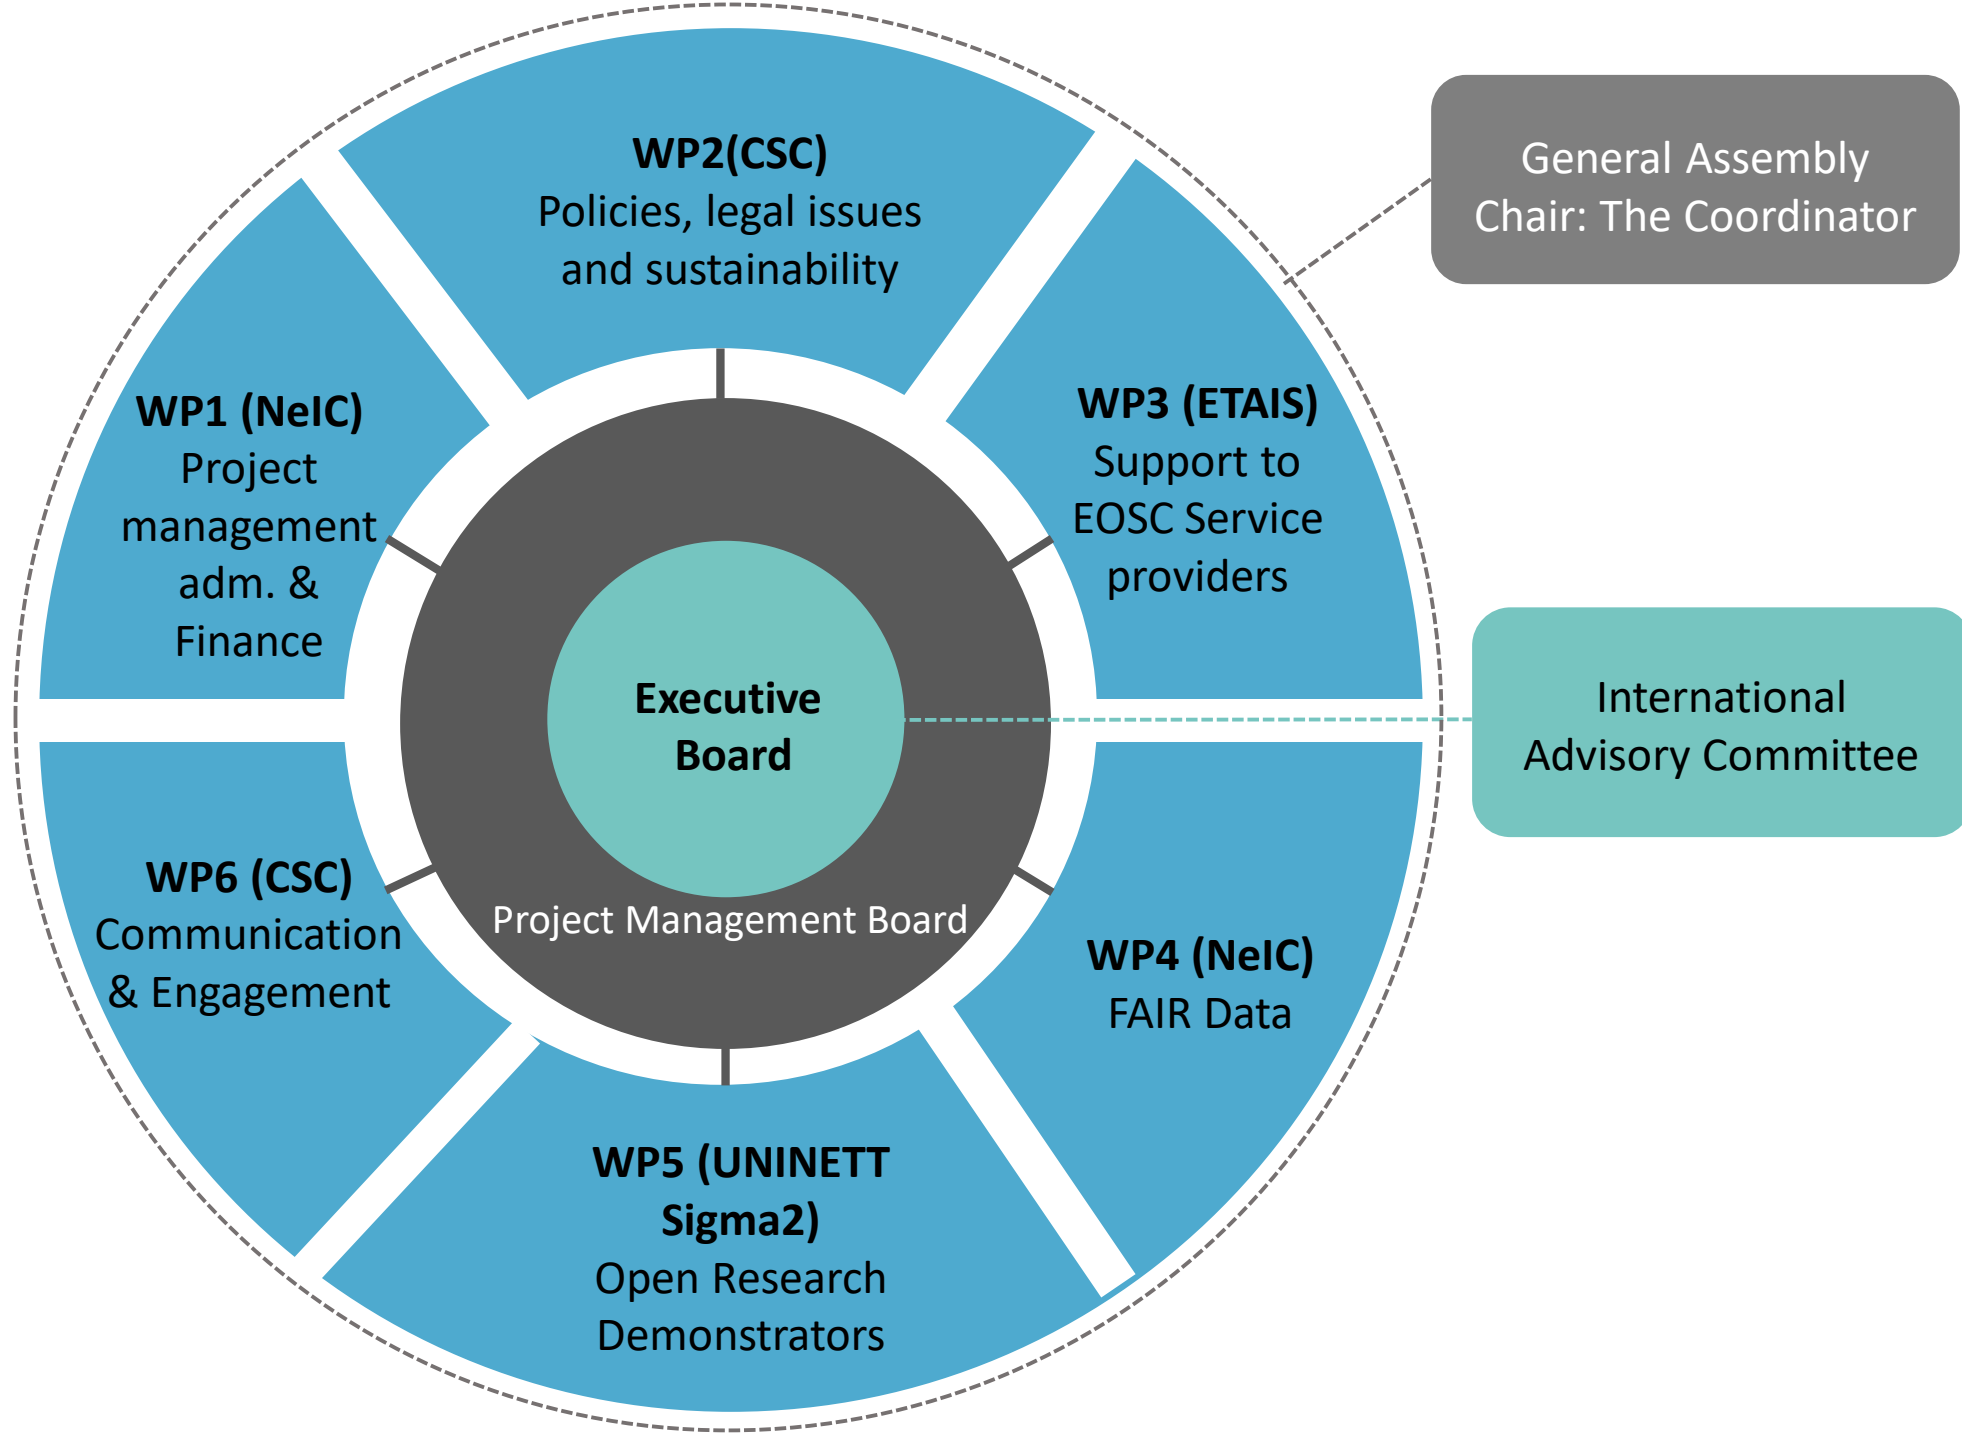 WP2(CSC)
Policies, legal issues
and sustainability
General Assembly
Chair: The Coordinator
WP1 (NeIC)
Project
management
adm. &
Finance
WP3 (ETAIS)
Support to
EOSC Service
providers
Executive
Board
Project Management Board
International
Advisory Committee
WP6 (CSC)
Communication
& Engagement
WP4 (NeIC)
FAIR Data
WP5 (UNINETT
Sigma2)
Open Research
Demonstrators